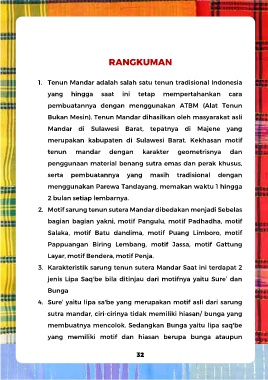 RANGKUMAN
1. Tenun Mandar adalah salah satu tenun tradisional Indonesia
yang hingga saat ini tetap mempertahankan cara
pembuatannya dengan menggunakan ATBM (Alat Tenun
Bukan Mesin). Tenun Mandar dihasilkan oleh masyarakat asli
Mandar di Sulawesi Barat, tepatnya di Majene yang
merupakan kabupaten di Sulawesi Barat. Kekhasan motif
tenun mandar dengan karakter geometrisnya dan
penggunaan material benang sutra emas dan perak khusus,
serta pembuatannya yang masih tradisional dengan
menggunakan Parewa Tandayang, memakan waktu 1 hingga
2 bulan setiap lembarnya.
2. Motif sarung tenun sutera Mandar dibedakan menjadi Sebelas
bagian bagian yakni, motif Pangulu, motif Padhadha, motif
Salaka, motif Batu dandima, motif Puang Limboro, motif
Pappuangan Biring Lembang, motif Jassa, motif Gattung
Layar, motif Bendera, motif Penja.
3. Karakteristik sarung tenun sutera Mandar Saat ini terdapat 2
jenis Lipa Saq'be bila ditinjau dari motifnya yaitu Sure' dan
Bunga
4. Sure' yaitu lipa sa'be yang merupakan motif asli dari sarung
sutra mandar, ciri-cirinya tidak memiliki hiasan/ bunga yang
membuatnya mencolok. Sedangkan Bunga yaitu lipa saq'be
yang memiliki motif dan hiasan berupa bunga ataupun
32